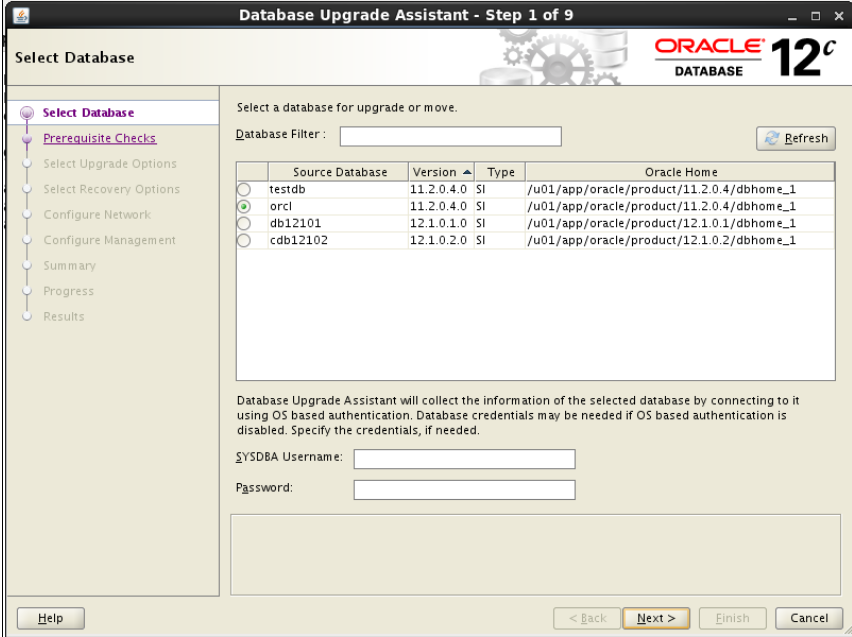 Database Upgrade Assistant - Step 1 of 9
Select Database
ORACLE
DATABASE
12c
Select Database
Prerequisite Checks
Select Upgrade Options
Select Recovery Options
Configure Network
Configure Management
Summary
Progress
Results
Select a database for upgrade or move.
Database Filter :
Refresh
Source Database Version Type Oracle Home
testdb 11.2.0.4.0 SI /u01/app/oracle/product/11.2.0.4/dbhome_1
orcl 11.2.0.4.0 SI /u01/app/oracle/product/11.2.0.4/dbhome_1
db12101 12.1.0.1.0 SI /u01/app/oracle/product/12.1.0.1/dbhome_1
cdb12102 12.1.0.2.0 SI /u01/app/oracle/product/12.1.0.2/dbhome_1
Database Upgrade Assistant will collect the information of the selected database by connecting to it
using OS based authentication. Database credentials may be needed if OS based authentication is
disabled. Specify the credentials, if needed.
SYSDBA Username:
Password:
Help
< Back
Next >
Finish
Cancel